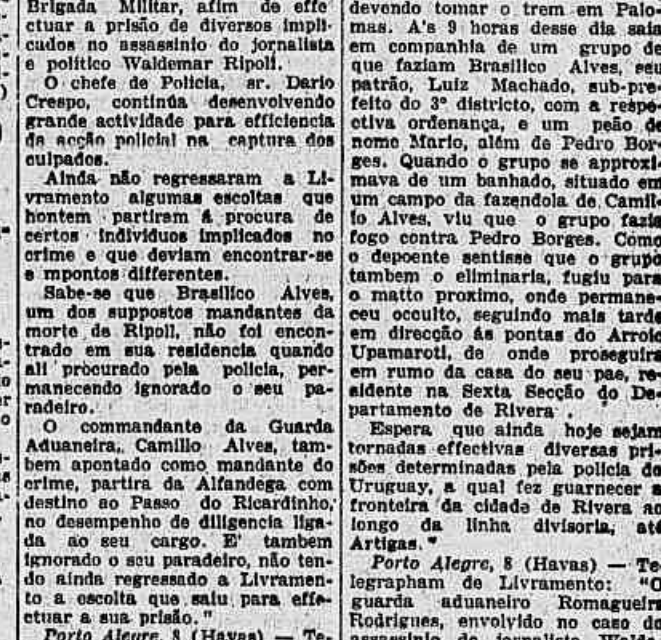 Brigada Militar, afim de effe
ctuar a prisão de diversos impli-
cados no assassinio do jornalista
e politico Waldemar Ripoll.
O chefe de Policia, sr. Dario
Crespo, continúa desenvolvendo
grande actividade para efficiencia
da acção policial na captura dos
culpados.
Ainda não regressaram a Li-
vramento algumas escoltas que
hontem partiram á procura de
certos individuos implicados no
crime e que deviam encontrar-se
e mpontos differentes.
Sabe-se que Brasilico Alves,
um dos suppostos mandantes da
morte de Ripoll, não foi encon-
trado em sua residencia quando
ali procurado pela policia, per-
manecendo ignorado o seu pa-
radeiro.
O commandante da Guarda
Aduaneira, Camillo Alves, tam-
bem apontado como mandante do
crime, partira da Alfandega com
destino ao Passo do Ricardinho,
no desempenho de diligencia liga-
da ao seu cargo. E' tambem
ignorado o seu paradeiro, não ten-
do ainda regressado a Livramen-
to a escolta que saiu para effe-
ctuar a sua prisão."
Porto Alegre, 8 (Havas) — Te-
devendo tomar o trem em Palo-
mas. A's 9 horas desse dia saia
em companhia de um grupo de
que faziam Brasilico Alves, seu
patrão, Luiz Machado, sub-pre-
feito do 3º districto, com a respe-
ctiva ordenança, e um peão de
nome Mario, além de Pedro Bor-
ges. Quando o grupo se approxi-
mava de um banhado, situado em
um campo da fazendola de Camil-
lo Alves, viu que o grupo fazia
fogo contra Pedro Borges. Como
o depoente sentisse que o grupo
tambem o eliminaria, fugiu para
o matto proximo, onde permane-
ceu occulto, seguindo mais tarde
em direcção ás pontas do Arroio
Upamaroti, de onde proseguira
em rumo da casa do seu pae, re-
sidente na Sexta Secção do De-
partamento de Rivera.
Espera que ainda hoje sejam
tornadas effectivas diversas pri-
sões determinadas pela policia do
Uruguay, a qual fez guarnecer a
fronteira da cidade de Rivera ao
longo da linha divisoria, até
Artigas."
Porto Alegre, 8 (Havas) — Te-
legrapham de Livramento: "O
guarda aduaneiro Romagueira
Rodrigues, envolvido no caso do
assassinio do jornalista